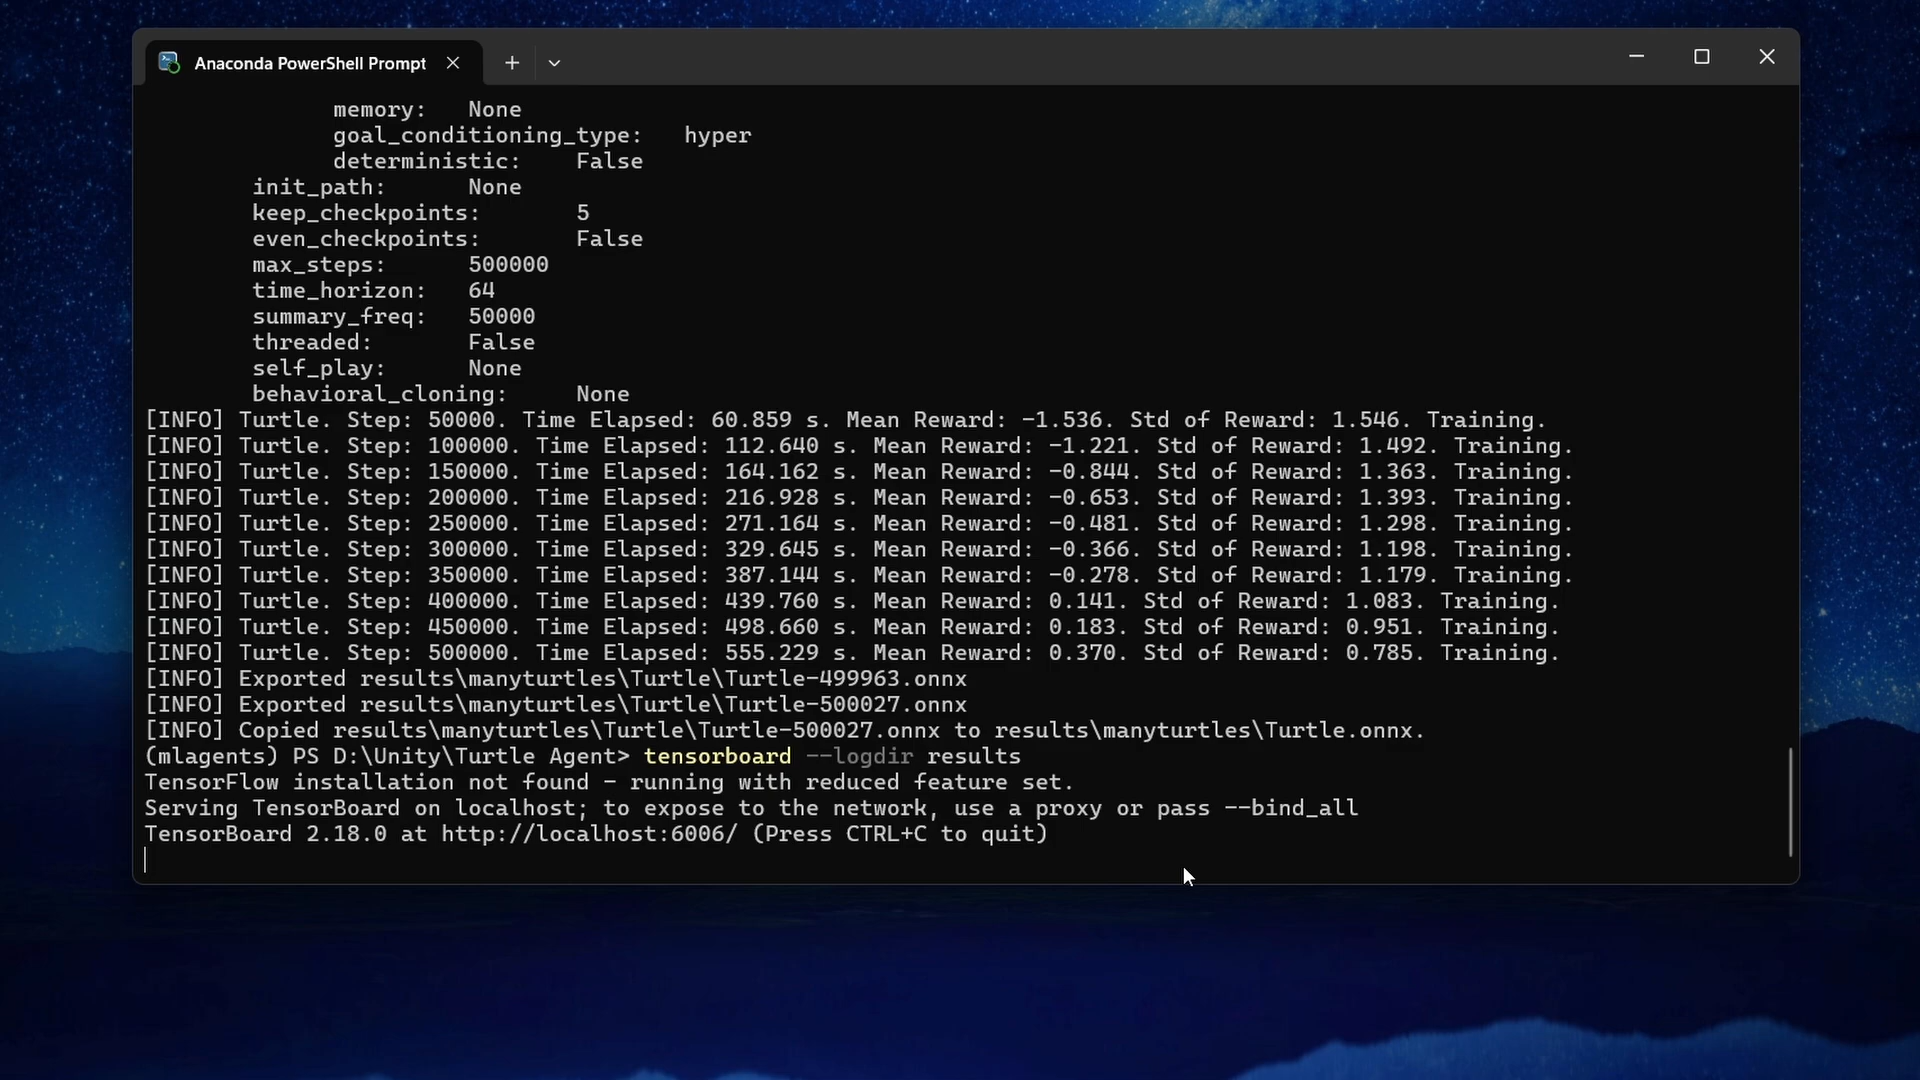 Anaconda PowerShell Prompt
memory: None
goal_conditioning_type: hyper
deterministic: False
init_path: None
keep_checkpoints: 5
even_checkpoints: False
max_steps: 500000
time_horizon: 64
summary_freq: 50000
threaded: False
self_play: None
behavioral_cloning: None
[INFO] Turtle. Step: 50000. Time Elapsed: 60.859 s. Mean Reward: -1.536. Std of Reward: 1.546. Training.
[INFO] Turtle. Step: 100000. Time Elapsed: 112.640 s. Mean Reward: -1.221. Std of Reward: 1.492. Training.
[INFO] Turtle. Step: 150000. Time Elapsed: 164.162 s. Mean Reward: -0.844. Std of Reward: 1.363. Training.
[INFO] Turtle. Step: 200000. Time Elapsed: 216.928 s. Mean Reward: -0.653. Std of Reward: 1.393. Training.
[INFO] Turtle. Step: 250000. Time Elapsed: 271.164 s. Mean Reward: -0.481. Std of Reward: 1.298. Training.
[INFO] Turtle. Step: 300000. Time Elapsed: 329.645 s. Mean Reward: -0.366. Std of Reward: 1.198. Training.
[INFO] Turtle. Step: 350000. Time Elapsed: 387.144 s. Mean Reward: -0.278. Std of Reward: 1.179. Training.
[INFO] Turtle. Step: 400000. Time Elapsed: 439.760 s. Mean Reward: 0.141. Std of Reward: 1.083. Training.
[INFO] Turtle. Step: 450000. Time Elapsed: 498.660 s. Mean Reward: 0.183. Std of Reward: 0.951. Training.
[INFO] Turtle. Step: 500000. Time Elapsed: 555.229 s. Mean Reward: 0.370. Std of Reward: 0.785. Training.
[INFO] Exported results\manyturtles\Turtle\Turtle-499963.onnx
[INFO] Exported results\manyturtles\Turtle\Turtle-500027.onnx
[INFO] Copied results\manyturtles\Turtle\Turtle-500027.onnx to results\manyturtles\Turtle.onnx.
(mlagents) PS D:\Unity\Turtle Agent> tensorboard --logdir results
TensorFlow installation not found - running with reduced feature set.
Serving TensorBoard on localhost; to expose to the network, use a proxy or pass --bind_all
TensorBoard 2.18.0 at http://localhost:6006/ (Press CTRL+C to quit)